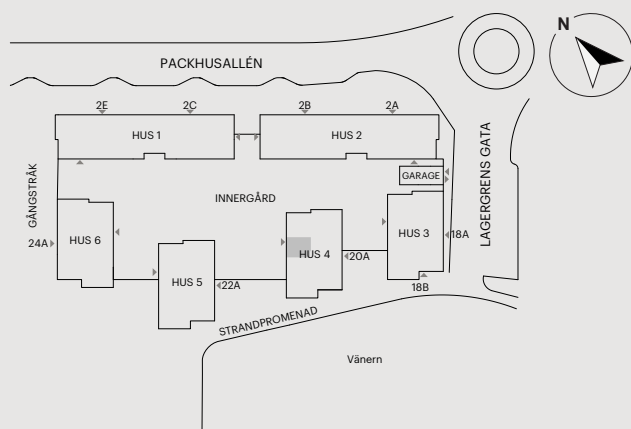 N
PACKHUSALLÉN
2E
2C
2B
2A
HUS 1
HUS 2
LAGERGRENS GATA
GÅNGSTRÅK
GARAGE
INNERGÅRD
24A
HUS 6
HUS 3
18A
HUS 4
20A
HUS 5
22A
18B
STRANDPROMENAD
Vänern